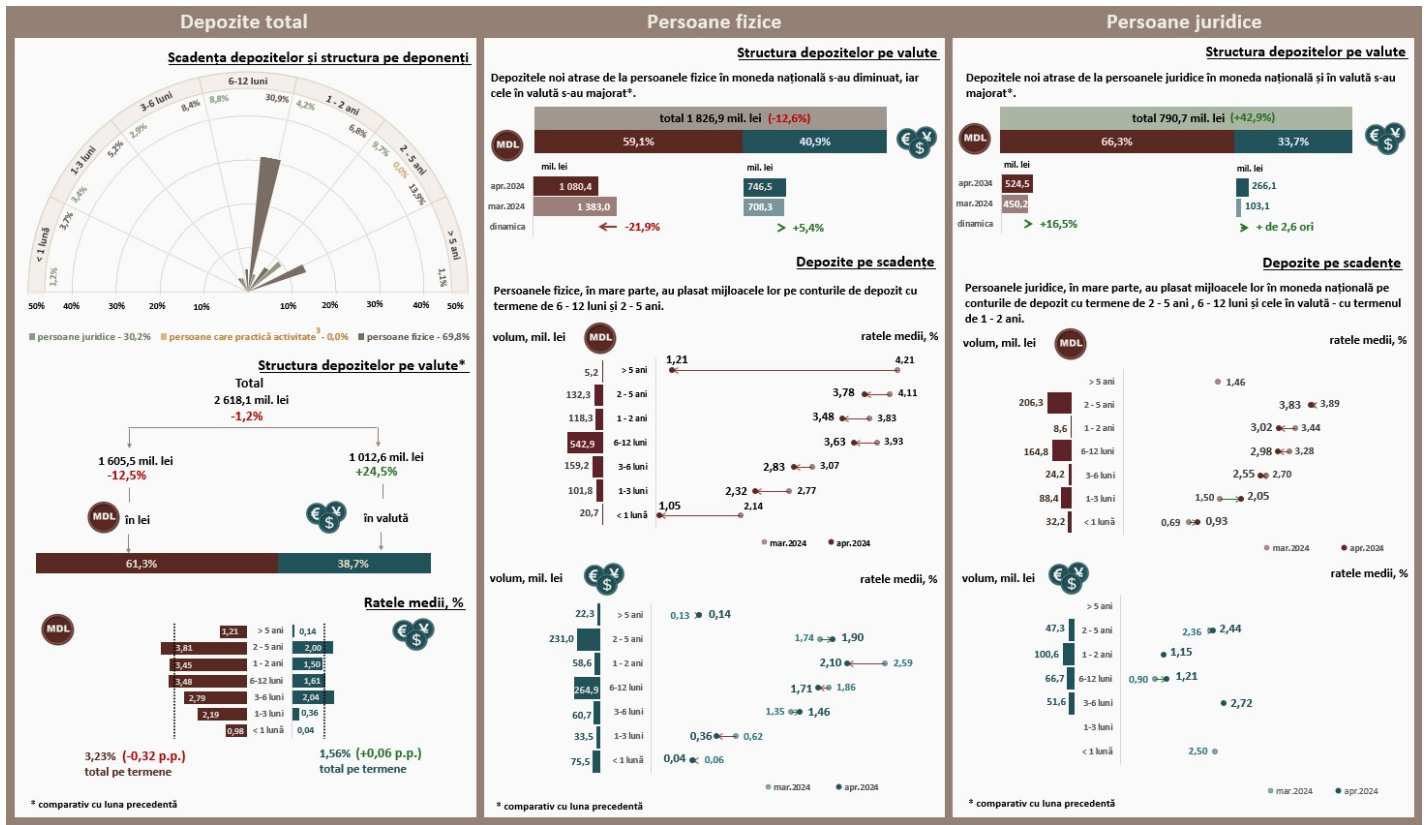 Depozite total
Scadența depozitelor și structura pe deponenți
< 1 lună
1-3 luni
3-6 luni
6-12 luni
1 - 2 ani
2 - 5 ani
> 5 ani
1,2%
3,7%
3,4%
5,2%
2,9%
8,4%
8,8%
30,9%
4,2%
6,8%
9,7%
0,0%
13,9%
1,1%
50% 40% 30% 20% 10% 10% 20% 30% 40% 50%
persoane juridice - 30,2% persoane care practică activitate 3 - 0,0% persoane fizice - 69,8%
Structura depozitelor pe valute*
Total
2 618,1 mil. lei
-1,2%
1 605,5 mil. lei 1 012,6 mil. lei
-12,5% +24,5%
MDL în lei € ¥ $ în valută
61,3% 38,7%
Ratele medii, %
MDL € ¥ $
1,21 > 5 ani 0,14
3,81 2 - 5 ani 2,00
3,45 1 - 2 ani 1,50
3,48 6-12 luni 1,61
2,79 3-6 luni 2,04
2,19 1-3 luni 0,36
0,98 < 1 lună 0,04
3,23% (-0,32 p.p.) 1,56% (+0,06 p.p.)
total pe termene total pe termene
* comparativ cu luna precedentă
Persoane fizice
Structura depozitelor pe valute
Depozitele noi atrase de la persoanele fizice în moneda națională s-au diminuat, iar
cele în valută s-au majorat*.
total 1 826,9 mil. lei (-12,6%)
MDL 59,1% 40,9% € ¥ $
mil. lei mil. lei
apr.2024 1 080,4 746,5
mar.2024 1 383,0 708,3
dinamica -21,9% +5,4%
Depozite pe scadențe
Persoanele fizice, în mare parte, au plasat mijloacele lor pe conturile de depozit cu
termene de 6 - 12 luni și 2 - 5 ani.
volum, mil. lei MDL ratele medii, %
5,2 > 5 ani 1,21 4,21
132,3 2 - 5 ani 3,78 4,11
118,3 1 - 2 ani 3,48 3,83
542,9 6-12 luni 3,63 3,93
159,2 3-6 luni 2,83 3,07
101,8 1-3 luni 2,32 2,77
20,7 < 1 lună 1,05 2,14
mar.2024 apr.2024
volum, mil. lei € ¥ $ ratele medii, %
22,3 > 5 ani 0,13 0,14
231,0 2 - 5 ani 1,74 1,90
58,6 1 - 2 ani 2,10 2,59
264,9 6-12 luni 1,71 1,86
60,7 3-6 luni 1,35 1,46
33,5 1-3 luni 0,36 0,62
75,5 < 1 lună 0,04 0,06
mar.2024 apr.2024
* comparativ cu luna precedentă
Persoane juridice
Structura depozitelor pe valute
Depozitele noi atrase de la persoanele juridice în moneda națională și în valută s-au
majorat*.
total 790,7 mil. lei (+42,9%)
MDL 66,3% 33,7% € ¥ $
mil. lei mil. lei
apr.2024 524,5 266,1
mar.2024 450,2 103,1
dinamica +16,5% + de 2,6 ori
Depozite pe scadențe
Persoanele juridice, în mare parte, au plasat mijloacele lor în moneda națională pe
conturile de depozit cu termene de 2 - 5 ani , 6 - 12 luni și cele în valută - cu termenul
de 1 - 2 ani.
volum, mil. lei MDL ratele medii, %
> 5 ani 1,46
206,3 2 - 5 ani 3,83 3,89
8,6 1 - 2 ani 3,02 3,44
164,8 6-12 luni 2,98 3,28
24,2 3-6 luni 2,55 2,70
88,4 1-3 luni 1,50 2,05
32,2 < 1 lună 0,69 0,93
mar.2024 apr.2024
volum, mil. lei € ¥ $ ratele medii, %
> 5 ani
47,3 2 - 5 ani 2,36 2,44
100,6 1 - 2 ani 1,15
66,7 6-12 luni 0,90 1,21
51,6 3-6 luni 2,72
1-3 luni
< 1 lună 2,50
mar.2024 apr.2024
* comparativ cu luna precedentă